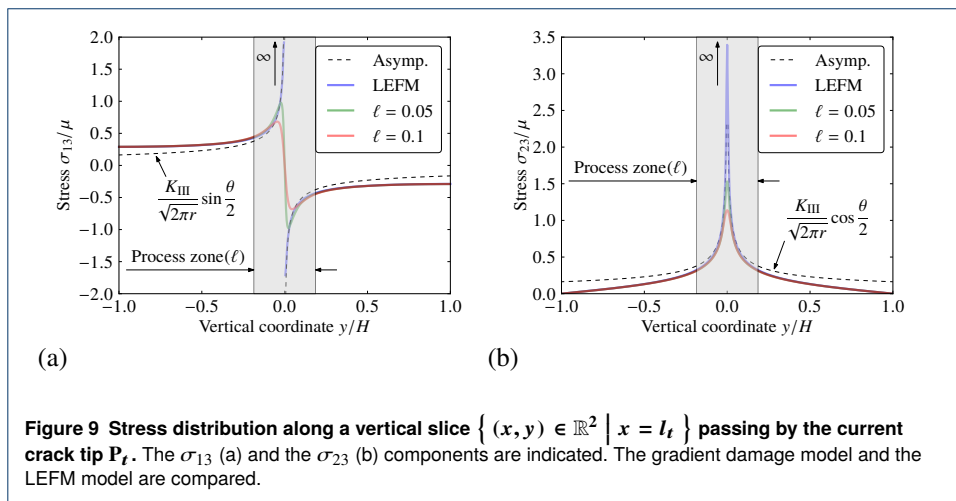 2.0
1.5
1.0
0.5
0.0
−0.5
−1.0
−1.5
−2.0
Stress σ13/μ
∞
Asymp.
LEFM
ℓ = 0.05
ℓ = 0.1
K_III/√(2πr) sin θ/2
Process zone(ℓ)
−1.0 −0.5 0.0 0.5 1.0
Vertical coordinate y/H
(a)
3.5
3.0
2.5
2.0
1.5
1.0
0.5
0.0
Stress σ23/μ
∞
Asymp.
LEFM
ℓ = 0.05
ℓ = 0.1
Process zone(ℓ)
K_III/√(2πr) cos θ/2
−1.0 −0.5 0.0 0.5 1.0
Vertical coordinate y/H
(b)
Figure 9 Stress distribution along a vertical slice { (x, y) ∈ ℝ² | x = l_t } passing by the current
crack tip P_t. The σ13 (a) and the σ23 (b) components are indicated. The gradient damage model and the
LEFM model are compared.